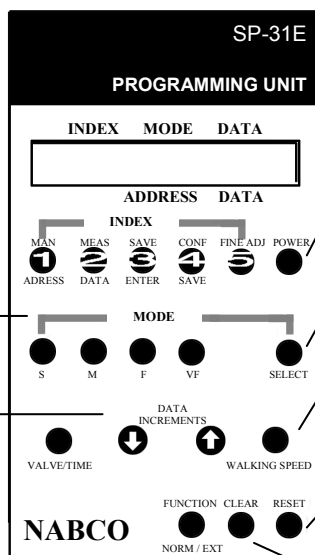 SP-31E
PROGRAMMING UNIT
INDEX MODE DATA
ADDRESS DATA
INDEX
MAN MEAS SAVE CONF FINE ADJ POWER
1 2 3 4 5
ADRESS DATA ENTER SAVE
MODE
S M F VF SELECT
DATA
INCREMENTS
VALVE/TIME WALKING SPEED
FUNCTION CLEAR RESET
NABCO
NORM / EXT